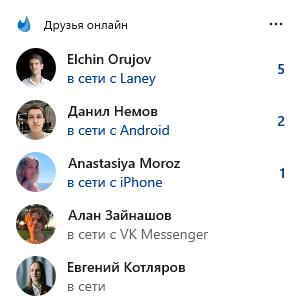 Друзья онлайн
Elchin Orujov
в сети с Laney
5
Данил Немов
в сети с Android
2
Anastasiya Moroz
в сети с iPhone
1
Алан Зайнашов
в сети с VK Messenger
Евгений Котляров
в сети